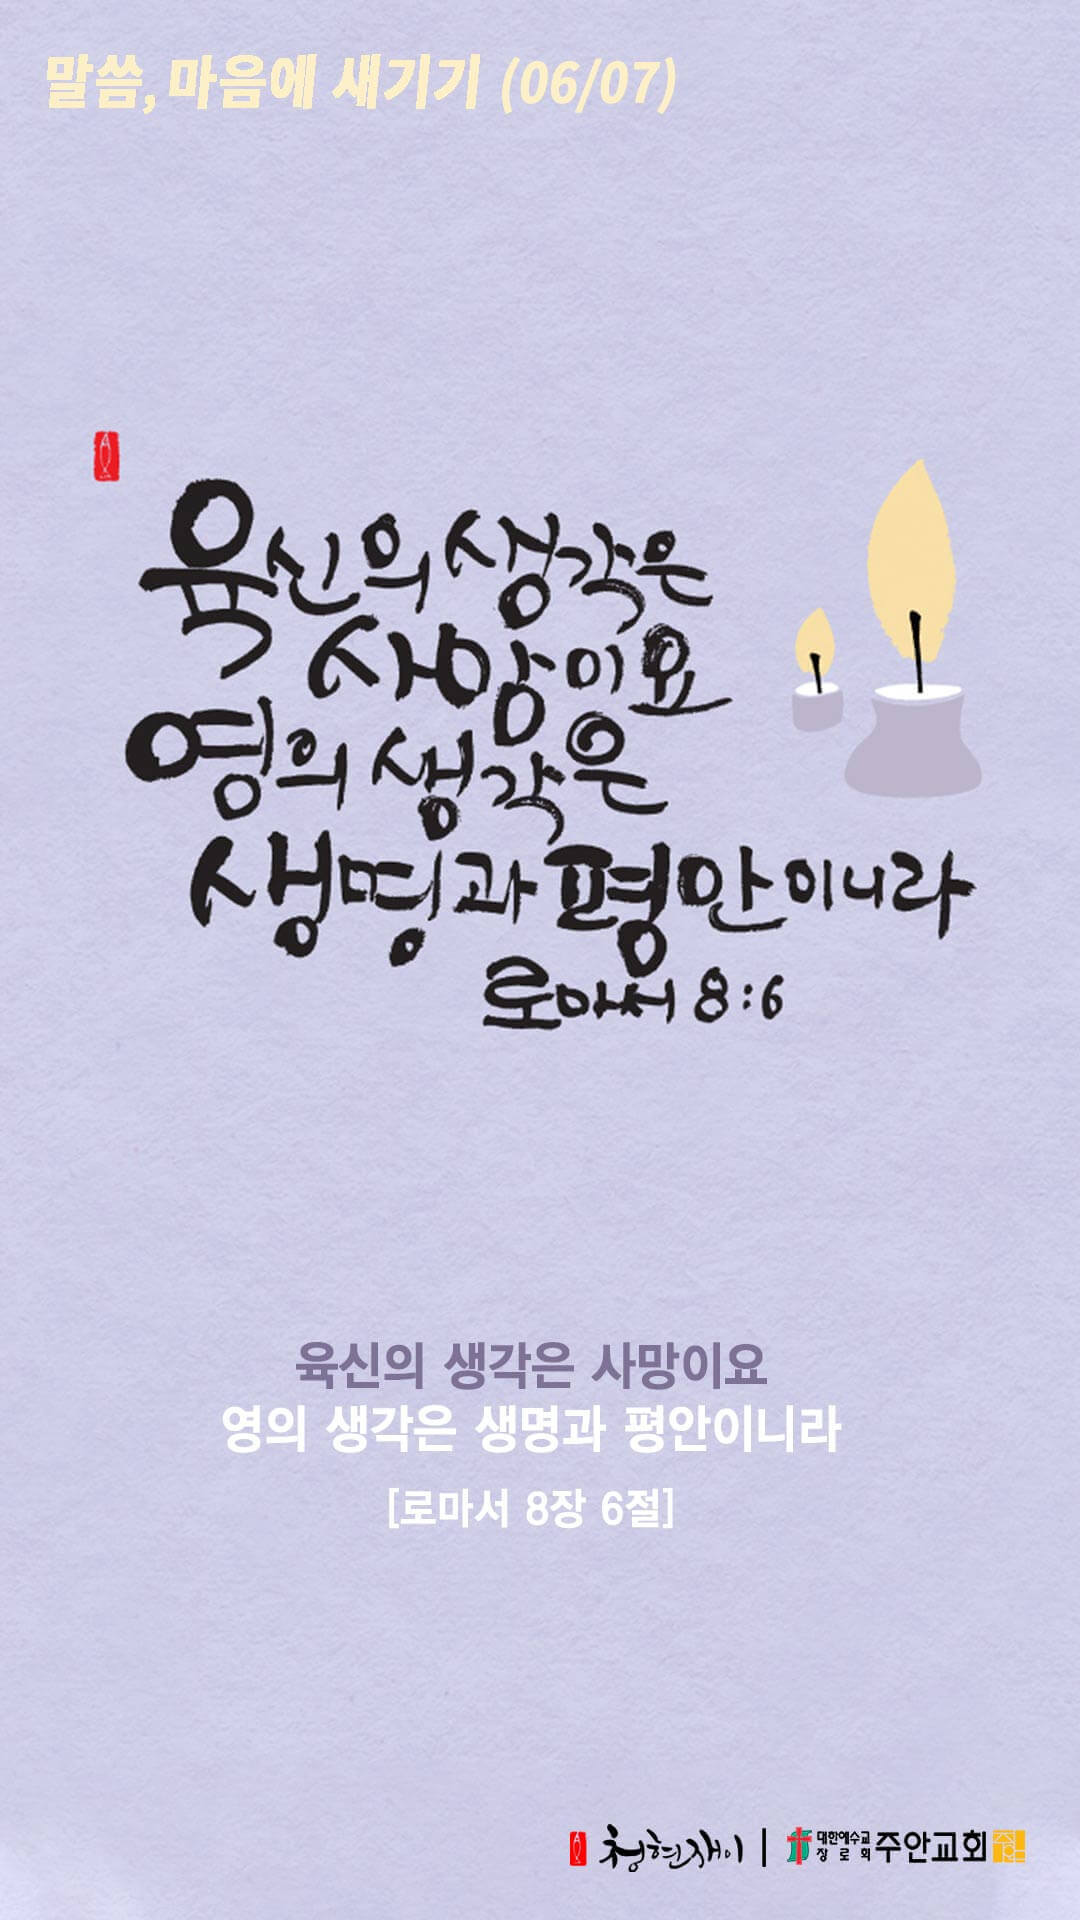 말씀, 마음에 새기기 (06/07)
육신의 생각은
사망이요
영의 생각은
생명과 평안이니라
로마서 8:6
육신의 생각은 사망이요
영의 생각은 생명과 평안이니라
[로마서 8장 6절]
청현재이 | 대한예수교
장로회 주안교회